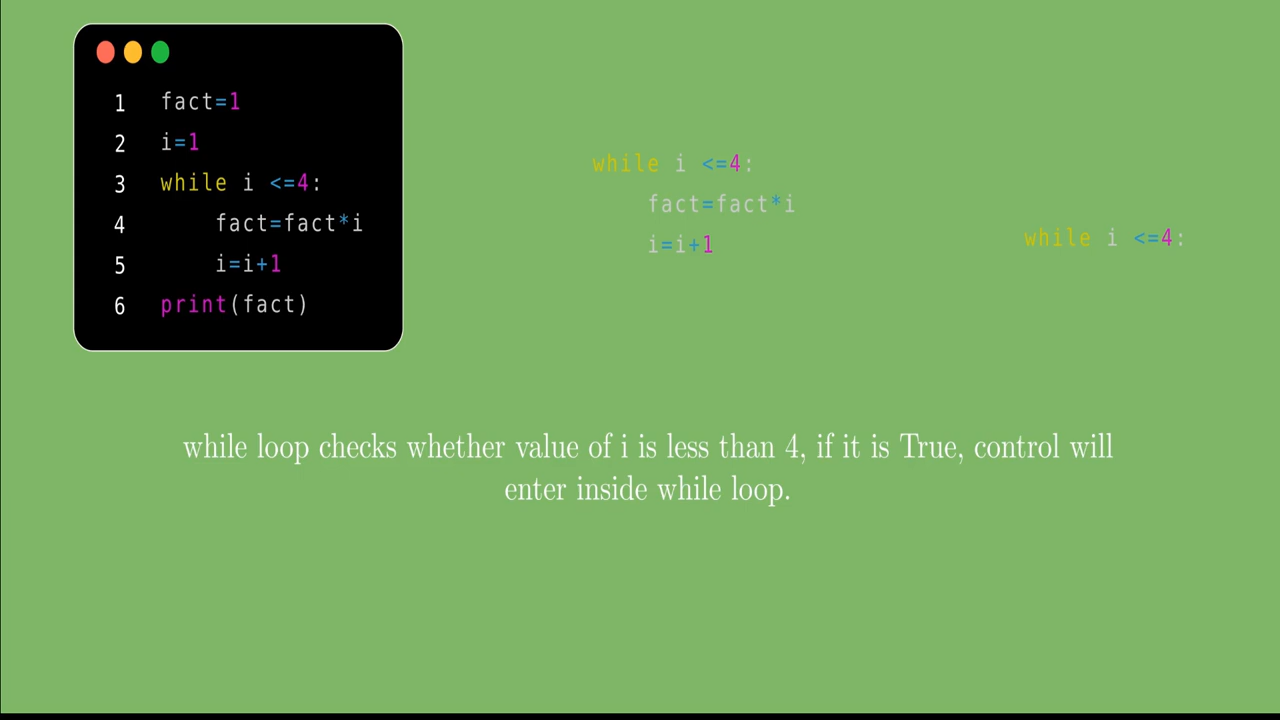 1 fact=1
2 i=1
3 while i <=4:
4     fact=fact*i
5     i=i+1
6 print(fact)
while i <=4:
    fact=fact*i
    i=i+1
while i <=4:
while loop checks whether value of i is less than 4, if it is True, control will
enter inside while loop.